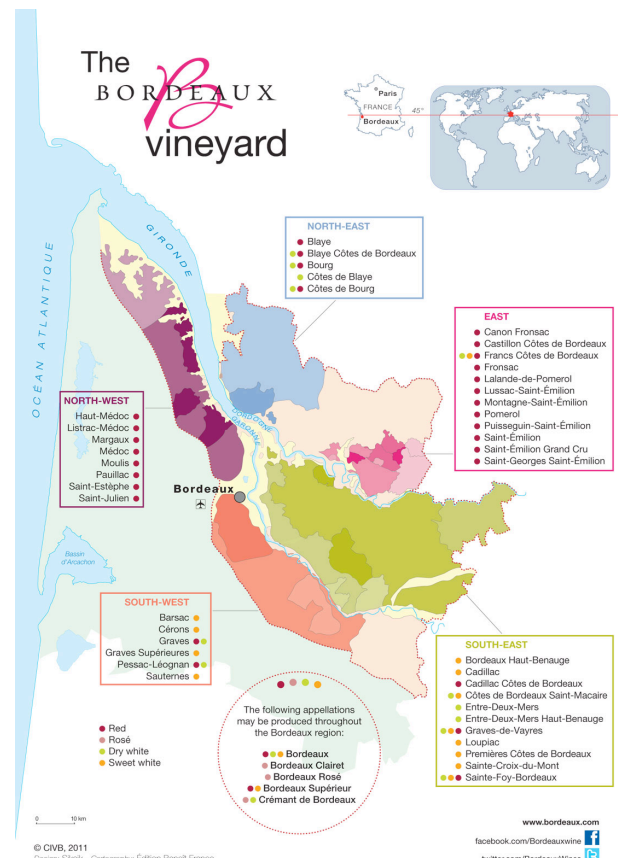 The
BORDEAUX
vineyard
Paris
FRANCE
Bordeaux
45°
OCÉAN ATLANTIQUE
GIRONDE
NORTH-EAST
Blaye
Blaye Côtes de Bordeaux
Bourg
Côtes de Blaye
Côtes de Bourg
EAST
Canon Fronsac
Castillon Côtes de Bordeaux
Francs Côtes de Bordeaux
Fronsac
Lalande-de-Pomerol
Lussac-Saint-Émilion
Montagne-Saint-Émilion
Pomerol
Puisseguin-Saint-Émilion
Saint-Émilion
Saint-Émilion Grand Cru
Saint-Georges Saint-Émilion
NORTH-WEST
Haut-Médoc
Listrac-Médoc
Margaux
Médoc
Moulis
Pauillac
Saint-Estèphe
Saint-Julien
DORDOGNE
GARONNE
Bordeaux
Bassin
d'Arcachon
SOUTH-WEST
Barsac
Cérons
Graves
Graves Supérieures
Pessac-Léognan
Sauternes
SOUTH-EAST
Bordeaux Haut-Benauge
Cadillac
Cadillac Côtes de Bordeaux
Côtes de Bordeaux Saint-Macaire
Entre-Deux-Mers
Entre-Deux-Mers Haut-Benauge
Graves-de-Vayres
Loupiac
Premières Côtes de Bordeaux
Sainte-Croix-du-Mont
Sainte-Foy-Bordeaux
The following appellations
may be produced throughout
the Bordeaux region:
Bordeaux
Bordeaux Clairet
Bordeaux Rosé
Bordeaux Supérieur
Crémant de Bordeaux
Red
Rosé
Dry white
Sweet white
0 10 km
www.bordeaux.com
facebook.com/Bordeauxwine
twitter.com/BordeauxWines
© CIVB, 2011